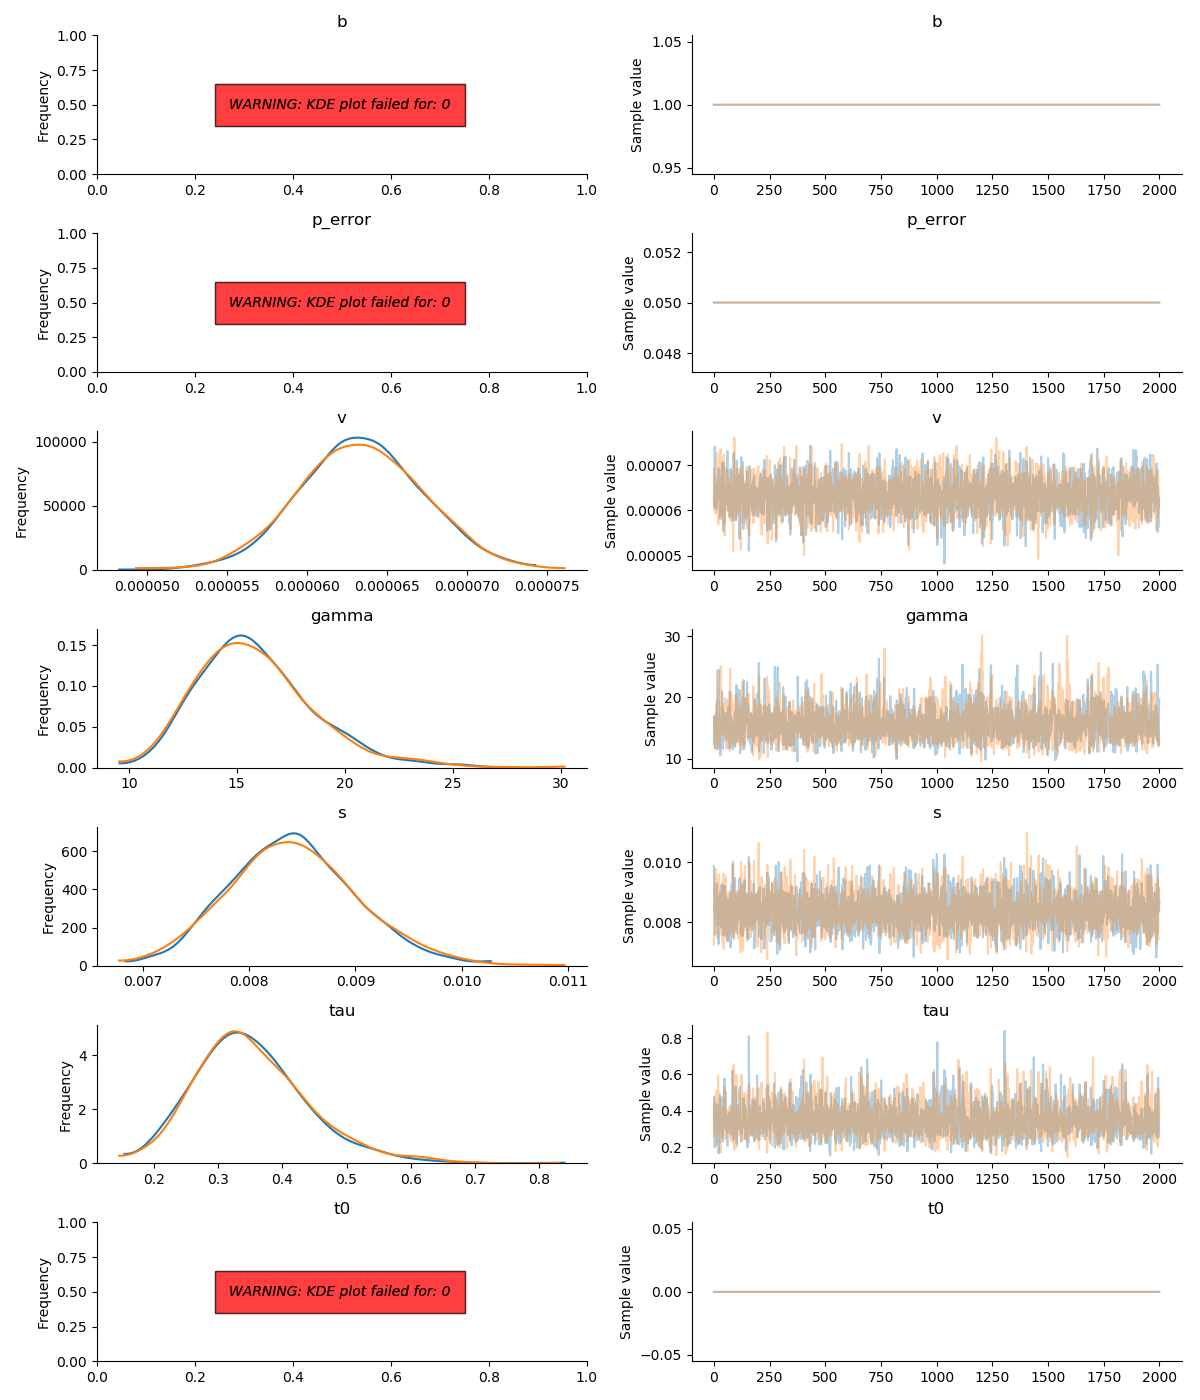 b
1.00
0.75
0.50
0.25
0.00
Frequency
WARNING: KDE plot failed for: 0
0.0 0.2 0.4 0.6 0.8 1.0
b
1.05
1.00
0.95
Sample value
0 250 500 750 1000 1250 1500 1750 2000
p_error
1.00
0.75
0.50
0.25
0.00
Frequency
WARNING: KDE plot failed for: 0
0.0 0.2 0.4 0.6 0.8 1.0
p_error
0.052
0.050
0.048
Sample value
0 250 500 750 1000 1250 1500 1750 2000
v
100000
50000
0
Frequency
0.000050 0.000055 0.000060 0.000065 0.000070 0.000075
v
0.00007
0.00006
0.00005
Sample value
0 250 500 750 1000 1250 1500 1750 2000
gamma
0.15
0.10
0.05
0.00
Frequency
10 15 20 25 30
gamma
30
20
10
Sample value
0 250 500 750 1000 1250 1500 1750 2000
s
600
400
200
0
Frequency
0.007 0.008 0.009 0.010 0.011
s
0.010
0.008
Sample value
0 250 500 750 1000 1250 1500 1750 2000
tau
4
2
0
Frequency
0.2 0.3 0.4 0.5 0.6 0.7 0.8
tau
0.8
0.6
0.4
0.2
Sample value
0 250 500 750 1000 1250 1500 1750 2000
t0
1.00
0.75
0.50
0.25
0.00
Frequency
WARNING: KDE plot failed for: 0
0.0 0.2 0.4 0.6 0.8 1.0
t0
0.05
0.00
−0.05
Sample value
0 250 500 750 1000 1250 1500 1750 2000